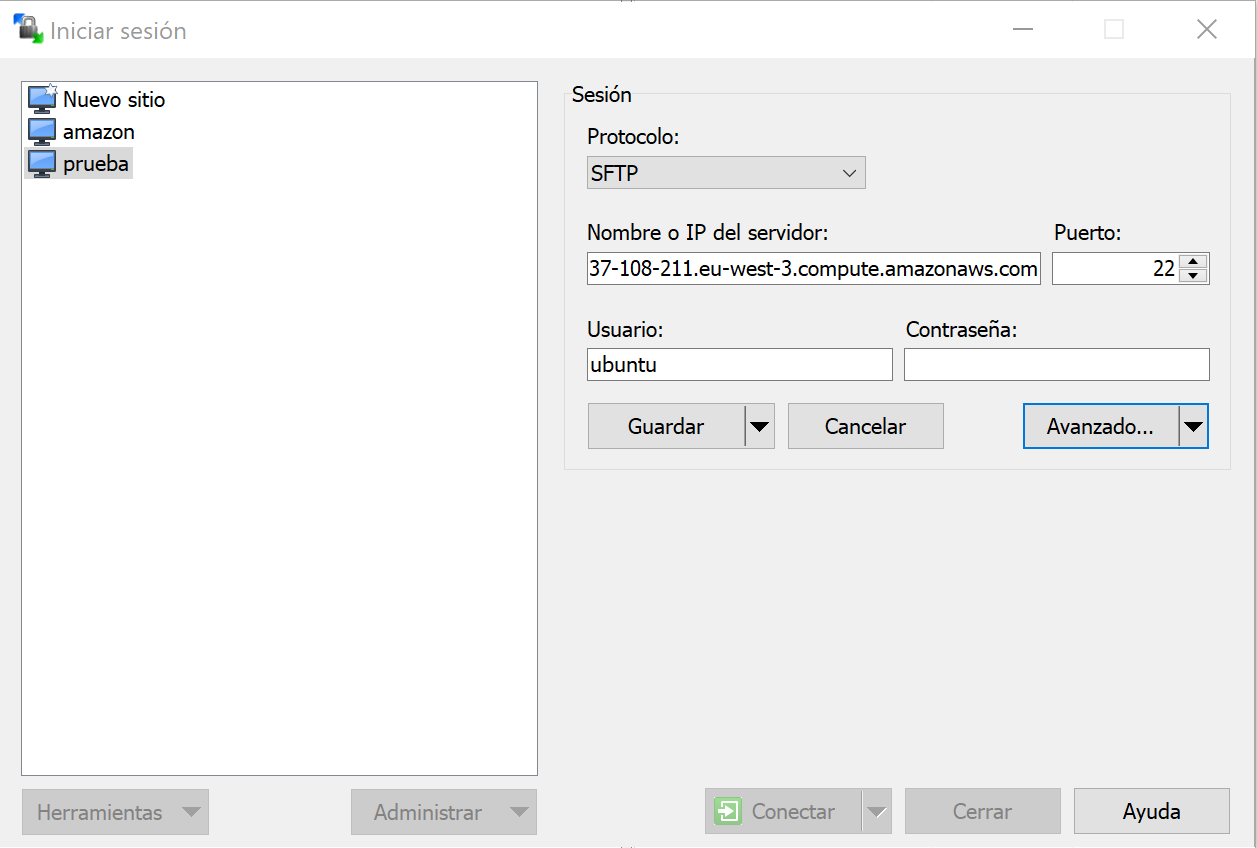 Iniciar sesión
Nuevo sitio
amazon
prueba
Sesión
Protocolo:
SFTP
Nombre o IP del servidor:
Puerto:
37-108-211.eu-west-3.compute.amazonaws.com
22
Usuario:
Contraseña:
ubuntu
Guardar
Cancelar
Avanzado...
Herramientas
Administrar
Conectar
Cerrar
Ayuda